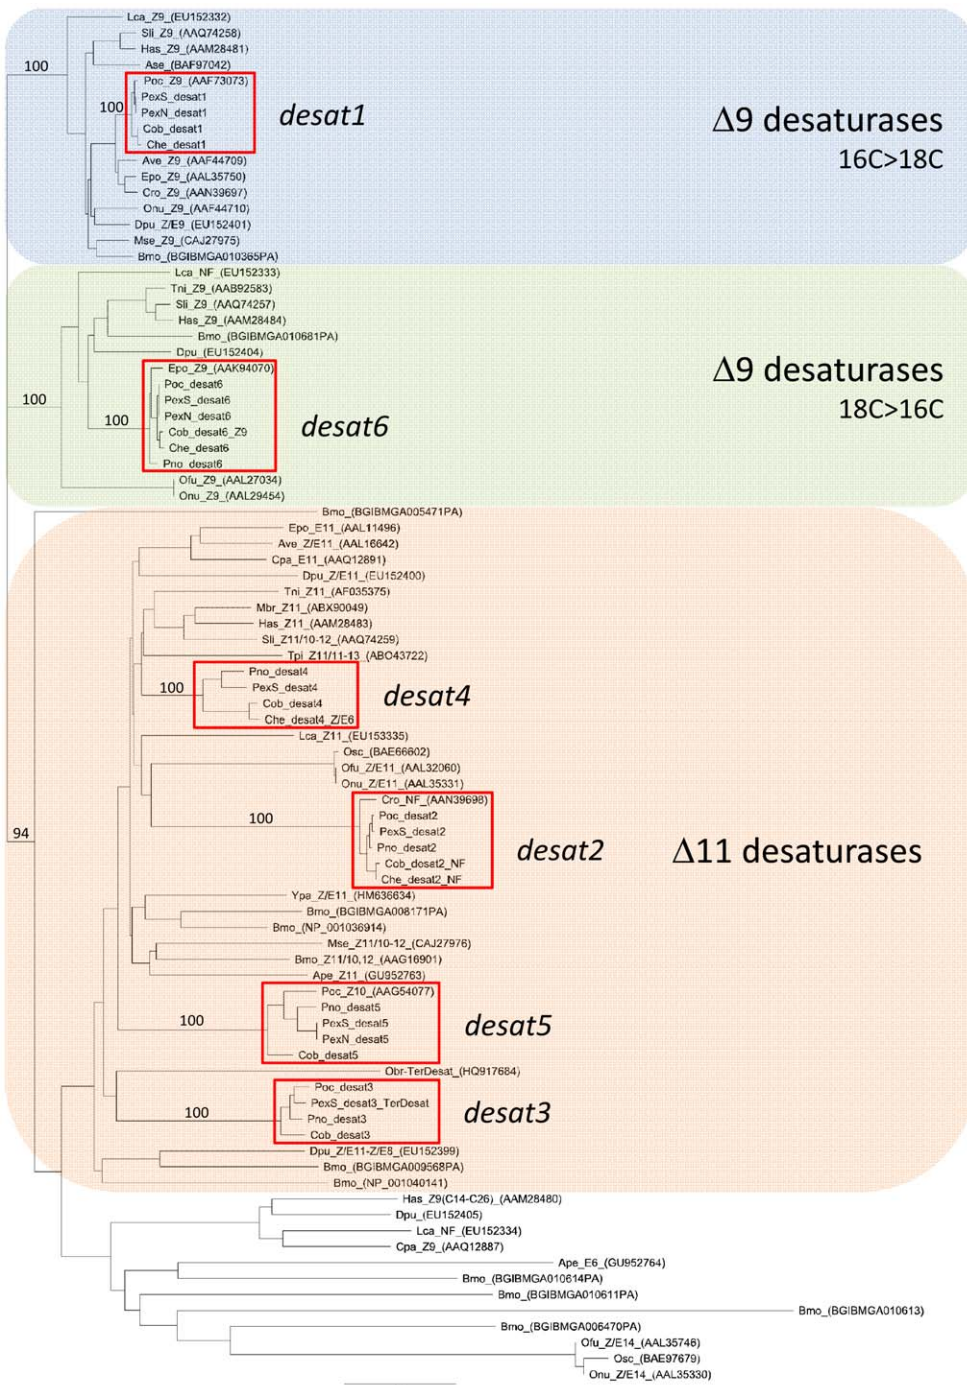 Lca_Z9_(EU152332)
Sli_Z9_(AAQ74258)
Has_Z9_(AAM28481)
100
Ase_(BAF97042)
Poc_Z9_(AAF73073)
PexS_desat1
100
desat1
PexN_desat1
Δ9 desaturases
Cob_desat1
Che_desat1
16C>18C
Ave_Z9_(AAF44709)
Epo_Z9_(AAL35750)
Cro_Z9_(AAN39697)
Onu_Z9_(AAF44710)
Dpu_Z/E9_(EU152401)
Mse_Z9_(CAJ27975)
Bmo_(BGIBMGA010365PA)
Lca_NF_(EU152333)
Tni_Z9_(AAB92583)
Sli_Z9_(AAQ74257)
Has_Z9_(AAM28484)
Bmo_(BGIBMGA010681PA)
Dpu_(EU152404)
Epo_Z9_(AAK94070)
Δ9 desaturases
Poc_desat6
100
PexS_desat6
18C>16C
PexN_desat6
100
desat6
Cob_desat6_Z9
Che_desat6
Pno_desat6
Ofu_Z9_(AAL27034)
Onu_Z9_(AAL29454)
Bmo_(BGIBMGA005471PA)
Epo_E11_(AAL11496)
Ave_Z/E11_(AAL16642)
Cpa_E11_(AAQ12891)
Dpu_Z/E11_(EU152400)
Tni_Z11_(AF035375)
Mbr_Z11_(ABX90049)
Has_Z11_(AAM28483)
Sli_Z11/10-12_(AAQ74259)
Tpi_Z11/11-13_(ABO43722)
Pno_desat4
100
PexS_desat4
desat4
Cob_desat4
Che_desat4_Z/E6
Lca_Z11_(EU153335)
Osc_(BAE66602)
Ofu_Z/E11_(AAL32060)
Onu_Z/E11_(AAL35331)
Cro_NF_(AAN39698)
Poc_desat2
100
94
PexS_desat2
Pno_desat2
desat2
Δ11 desaturases
Cob_desat2_NF
Che_desat2_NF
Ypa_Z/E11_(HM636634)
Bmo_(BGIBMGA008171PA)
Bmo_(NP_001036914)
Mse_Z11/10-12_(CAJ27976)
Bmo_Z11/10,12_(AAG16901)
Ape_Z11_(GU952763)
Poc_Z10_(AAG54077)
Pno_desat5
100
PexS_desat5
desat5
PexN_desat5
Cob_desat5
Obr-TerDesat_(HQ917684)
Poc_desat3
PexS_desat3_TerDesat
100
desat3
Pno_desat3
Cob_desat3
Dpu_Z/E11-Z/E8_(EU152399)
Bmo_(BGIBMGA009568PA)
Bmo_(NP_001040141)
Has_Z9(C14-C26)_(AAM28480)
Dpu_(EU152405)
Lca_NF_(EU152334)
Cpa_Z9_(AAQ12887)
Ape_E6_(GU952764)
Bmo_(BGIBMGA010614PA)
Bmo_(BGIBMGA010611PA)
Bmo_(BGIBMGA010613)
Bmo_(BGIBMGA006470PA)
Ofu_Z/E14_(AAL35746)
Osc_(BAE97679)
Onu_Z/E14_(AAL35330)